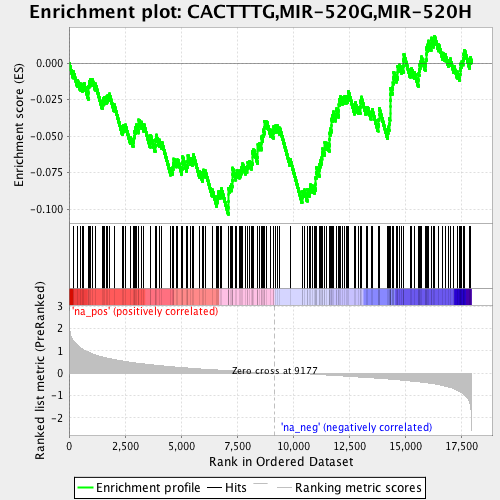 Enrichment plot: CACTTTG,MIR-520G,MIR-520H
Enrichment score (ES)
0.000
-0.025
-0.050
-0.075
-0.100
'na_pos' (positively correlated)
Ranked list metric (PreRanked)
3
2
1
0
-1
-2
Zero cross at 9177
'na_neg' (negatively correlated)
0
2,500
5,000
7,500
10,000
12,500
15,000
17,500
Rank in Ordered Dataset
Enrichment profile
Hits
Ranking metric scores